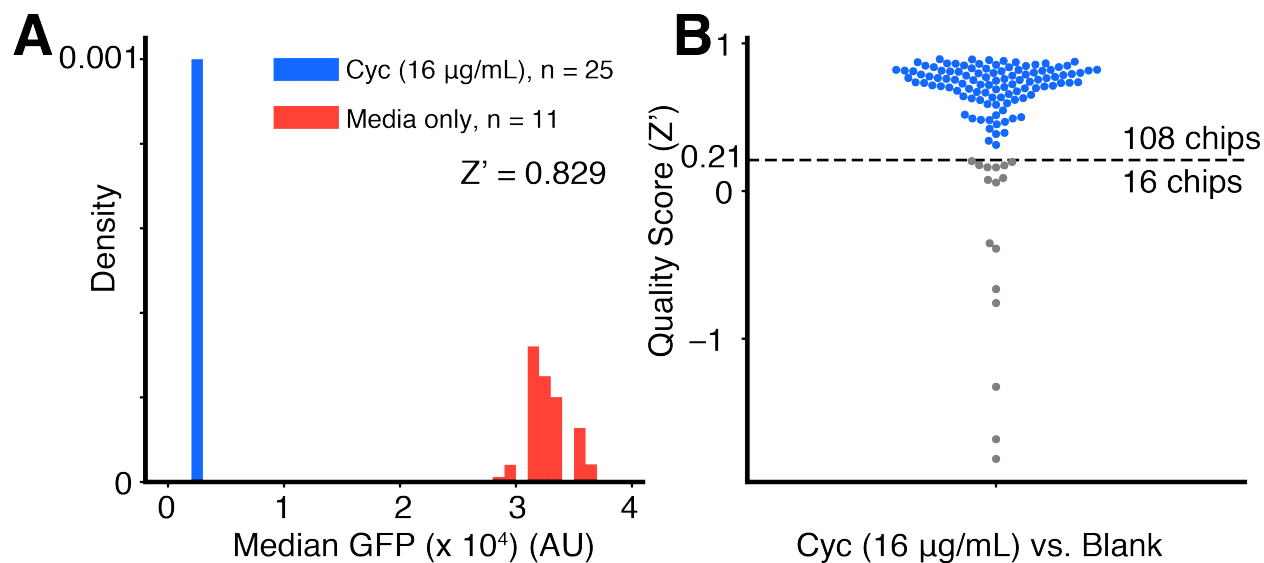 A
0.001
Cyc (16 µg/mL), n = 25
Media only, n = 11
Z’ = 0.829
Density
0
0 1 2 3 4
Median GFP (x 10⁴) (AU)
B
1
108 chips
0.21
16 chips
0
−1
Quality Score (Z’)
Cyc (16 µg/mL) vs. Blank